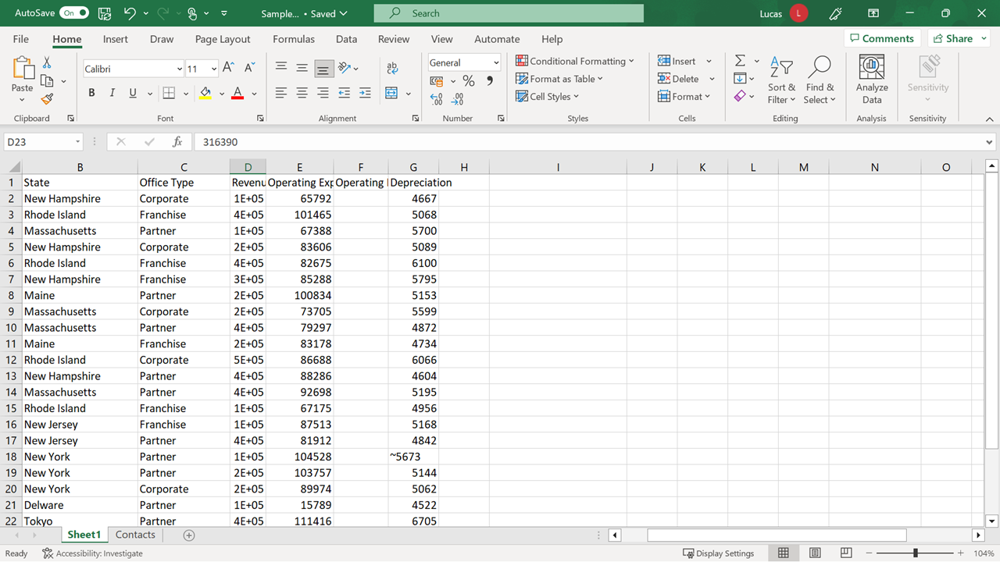 AutoSave On Sample... • Saved Search Lucas L
File Home Insert Draw Page Layout Formulas Data Review View Automate Help Comments Share
Paste
Clipboard
Calibri 11
B I U
Font
Alignment
General
Number
Conditional Formatting
Format as Table
Cell Styles
Styles
Insert
Delete
Format
Cells
Sort & Filter
Find & Select
Editing
Analyze Data
Analysis
Sensitivity
Sensitivity
D23 fx 316390
B C D E F G H I J K L M N O
1 State Office Type Revenu Operating Exp Operating Depreciation
2 New Hampshire Corporate 1E+05 65792 4667
3 Rhode Island Franchise 4E+05 101465 5068
4 Massachusetts Partner 1E+05 67388 5700
5 New Hampshire Corporate 2E+05 83606 5089
6 Rhode Island Franchise 4E+05 82675 6100
7 New Hampshire Franchise 3E+05 85288 5795
8 Maine Partner 2E+05 100834 5153
9 Massachusetts Corporate 2E+05 73705 5599
10 Massachusetts Partner 4E+05 79297 4872
11 Maine Franchise 2E+05 83178 4734
12 Rhode Island Corporate 5E+05 86688 6066
13 New Hampshire Partner 4E+05 88286 4604
14 Massachusetts Partner 4E+05 92698 5195
15 Rhode Island Franchise 1E+05 67175 4956
16 New Jersey Franchise 1E+05 87513 5168
17 New Jersey Partner 4E+05 81912 4842
18 New York Partner 1E+05 104528 ~5673
19 New York Partner 2E+05 103757 5144
20 New York Corporate 2E+05 89974 5062
21 Delware Partner 1E+05 15789 4522
22 Tokyo Partner 4E+05 111416 6705
Sheet1 Contacts
Ready Accessibility: Investigate Display Settings 104%